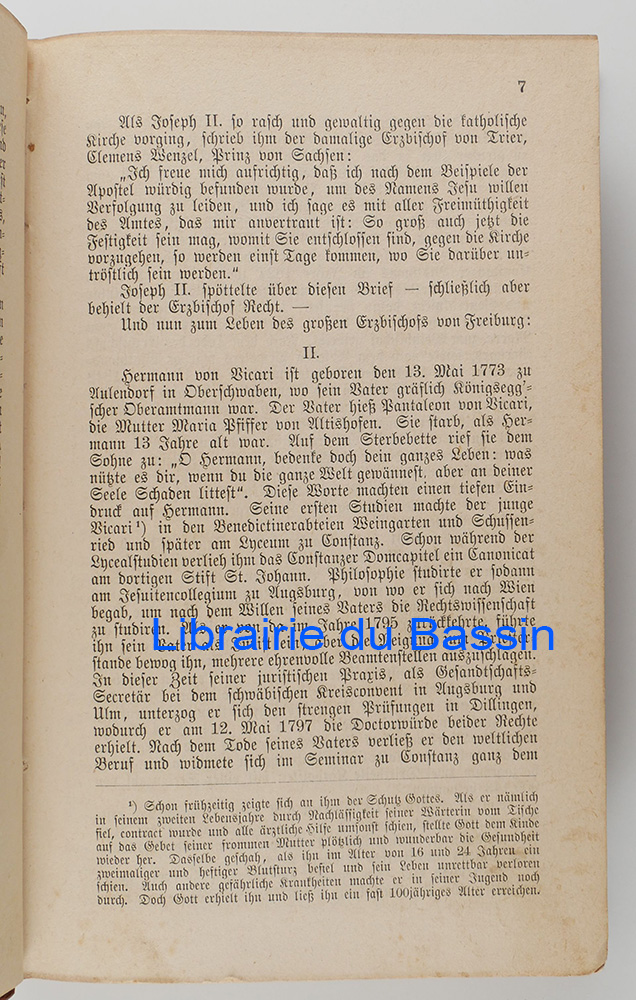 7
Als Joseph II. so rasch und gewaltig gegen die katholische
Kirche vorging, schrieb ihm der damalige Erzbischof von Trier,
Clemens Wenzel, Prinz von Sachsen:
„Ich freue mich aufrichtig, daß ich nach dem Beispiele der
Apostel würdig befunden wurde, um des Namens Jesu willen
Verfolgung zu leiden, und ich sage es mit aller Freimüthigkeit
des Amtes, das mir anvertraut ist: So groß auch jetzt die
Festigkeit sein mag, womit Sie entschlossen sind, gegen die Kirche
vorzugehen, so werden einst Tage kommen, wo Sie darüber un-
tröstlich sein werden.“
Joseph II. spöttelte über diesen Brief — schließlich aber
behielt der Erzbischof Recht. —
Und nun zum Leben des großen Erzbischofs von Freiburg:
II.
Hermann von Vicari ist geboren den 13. Mai 1773 zu
Aulendorf in Oberschwaben, wo sein Vater gräflich Königsegg'-
scher Oberamtmann war. Der Vater hieß Pantaleon von Vicari,
die Mutter Maria Pfiffer von Altishofen. Sie starb, als Her-
mann 13 Jahre alt war. Auf dem Sterbebette rief sie dem
Sohne zu: „O Hermann, bedenke doch dein ganzes Leben: was
nützte es dir, wenn du die ganze Welt gewännest, aber an deiner
Seele Schaden littest“. Diese Worte machten einen tiefen Ein-
druck auf Hermann. Seine ersten Studien machte der junge
Vicari¹) in den Benedictinerabteien Weingarten und Schussen-
ried und später am Lyceum zu Constanz. Schon während der
Lycealstudien verlieh ihm das Constanzer Domcapitel ein Canonicat
am dortigen Stift St. Johann. Philosophie studirte er sodann
am Jesuitencollegium zu Augsburg, von wo er sich nach Wien
begab, um nach dem Willen seines Vaters die Rechtswissenschaft
zu studiren. Als er von da im Jahre 1795 zurückkehrte, führte
ihn sein Vater als Jurist ein, aber die Neigung zum Priester-
stande bewog ihn, mehrere ehrenvolle Beamtenstellen auszuschlagen.
In dieser Zeit seiner juristischen Praxis, als Gesandtschafts-
Secretär bei dem schwäbischen Kreisconvent in Augsburg und
Ulm, unterzog er sich den strengen Prüfungen in Dillingen,
wodurch er am 12. Mai 1797 die Doctorwürde beider Rechte
erhielt. Nach dem Tode seines Vaters verließ er den weltlichen
Beruf und widmete sich im Seminar zu Constanz ganz dem
¹) Schon frühzeitig zeigte sich an ihm der Schutz Gottes. Als er nämlich
in seinem zweiten Lebensjahre durch Nachlässigkeit seiner Wärterin vom Tische
fiel, contract wurde und alle ärztliche Hilfe umsonst schien, stellte Gott dem Kinde
auf das Gebet seiner frommen Mutter plötzlich und wunderbar die Gesundheit
wieder her. Dasselbe geschah, als ihn im Alter von 16 und 24 Jahren ein
zweimaliger und heftiger Blutsturz befiel und sein Leben unrettbar verloren
schien. Auch andere gefährliche Krankheiten machte er in seiner Jugend noch
durch. Doch Gott erhielt ihn und ließ ihn ein fast 100jähriges Alter erreichen.
Librairie du Bassin